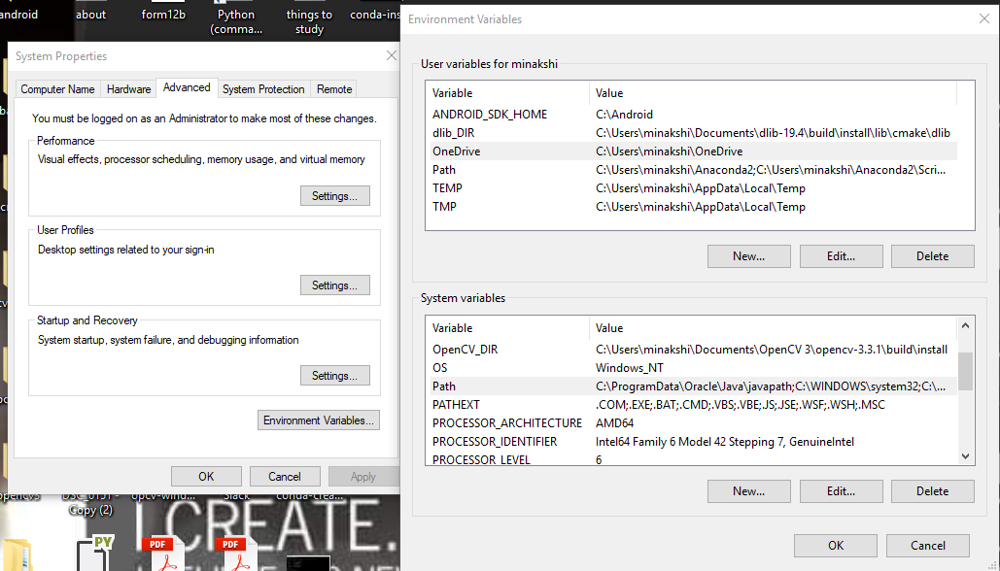 android
about
form12b
Python
(comma...
things to
study
conda-ins
System Properties
Computer Name
Hardware
Advanced
System Protection
Remote
You must be logged on as an Administrator to make most of these changes.
Performance
Visual effects, processor scheduling, memory usage, and virtual memory
Settings...
User Profiles
Desktop settings related to your sign-in
Settings...
Startup and Recovery
System startup, system failure, and debugging information
Settings...
Environment Variables...
OK
Cancel
Apply
Environment Variables
User variables for minakshi
Variable Value
ANDROID_SDK_HOME C:\Android
dlib_DIR C:\Users\minakshi\Documents\dlib-19.4\build\install\lib\cmake\dlib
OneDrive C:\Users\minakshi\OneDrive
Path C:\Users\minakshi\Anaconda2;C:\Users\minakshi\Anaconda2\Scri...
TEMP C:\Users\minakshi\AppData\Local\Temp
TMP C:\Users\minakshi\AppData\Local\Temp
New... Edit... Delete
System variables
Variable Value
OpenCV_DIR C:\Users\minakshi\Documents\OpenCV 3\opencv-3.3.1\build\install
OS Windows_NT
Path C:\ProgramData\Oracle\Java\javapath;C:\WINDOWS\system32;C:\...
PATHEXT .COM;.EXE;.BAT;.CMD;.VBS;.VBE;.JS;.JSE;.WSF;.WSH;.MSC
PROCESSOR_ARCHITECTURE AMD64
PROCESSOR_IDENTIFIER Intel64 Family 6 Model 42 Stepping 7, GenuineIntel
PROCESSOR_LEVEL 6
New... Edit... Delete
OK Cancel
opencv3
Copy (2)
opcv-wind...
Slack
conda-crea...
I CREATE.
PY
PDF
PDF